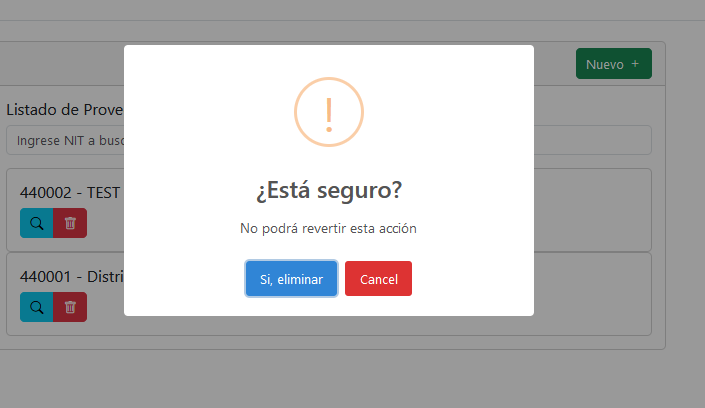 Nuevo +
Listado de Prove
Ingrese NIT a busc
440002 - TEST
440001 - Distri
!
¿Está seguro?
No podrá revertir esta acción
Si, eliminar
Cancel